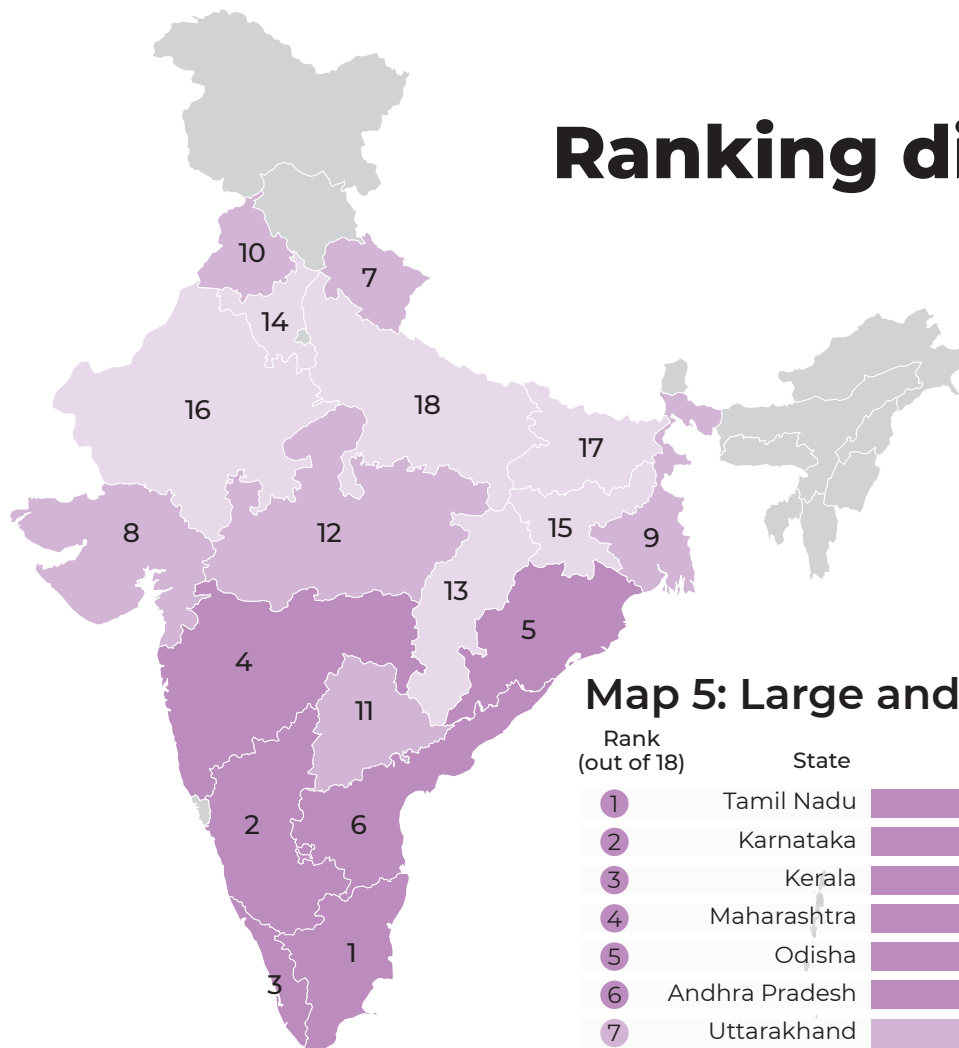 Ranking di
10
7
14
16
18
17
8
12
15
9
13
5
4
11
2
6
1
3
Map 5: Large and
Rank
(out of 18)
State
1 Tamil Nadu
2 Karnataka
3 Kerala
4 Maharashtra
5 Odisha
6 Andhra Pradesh
7 Uttarakhand